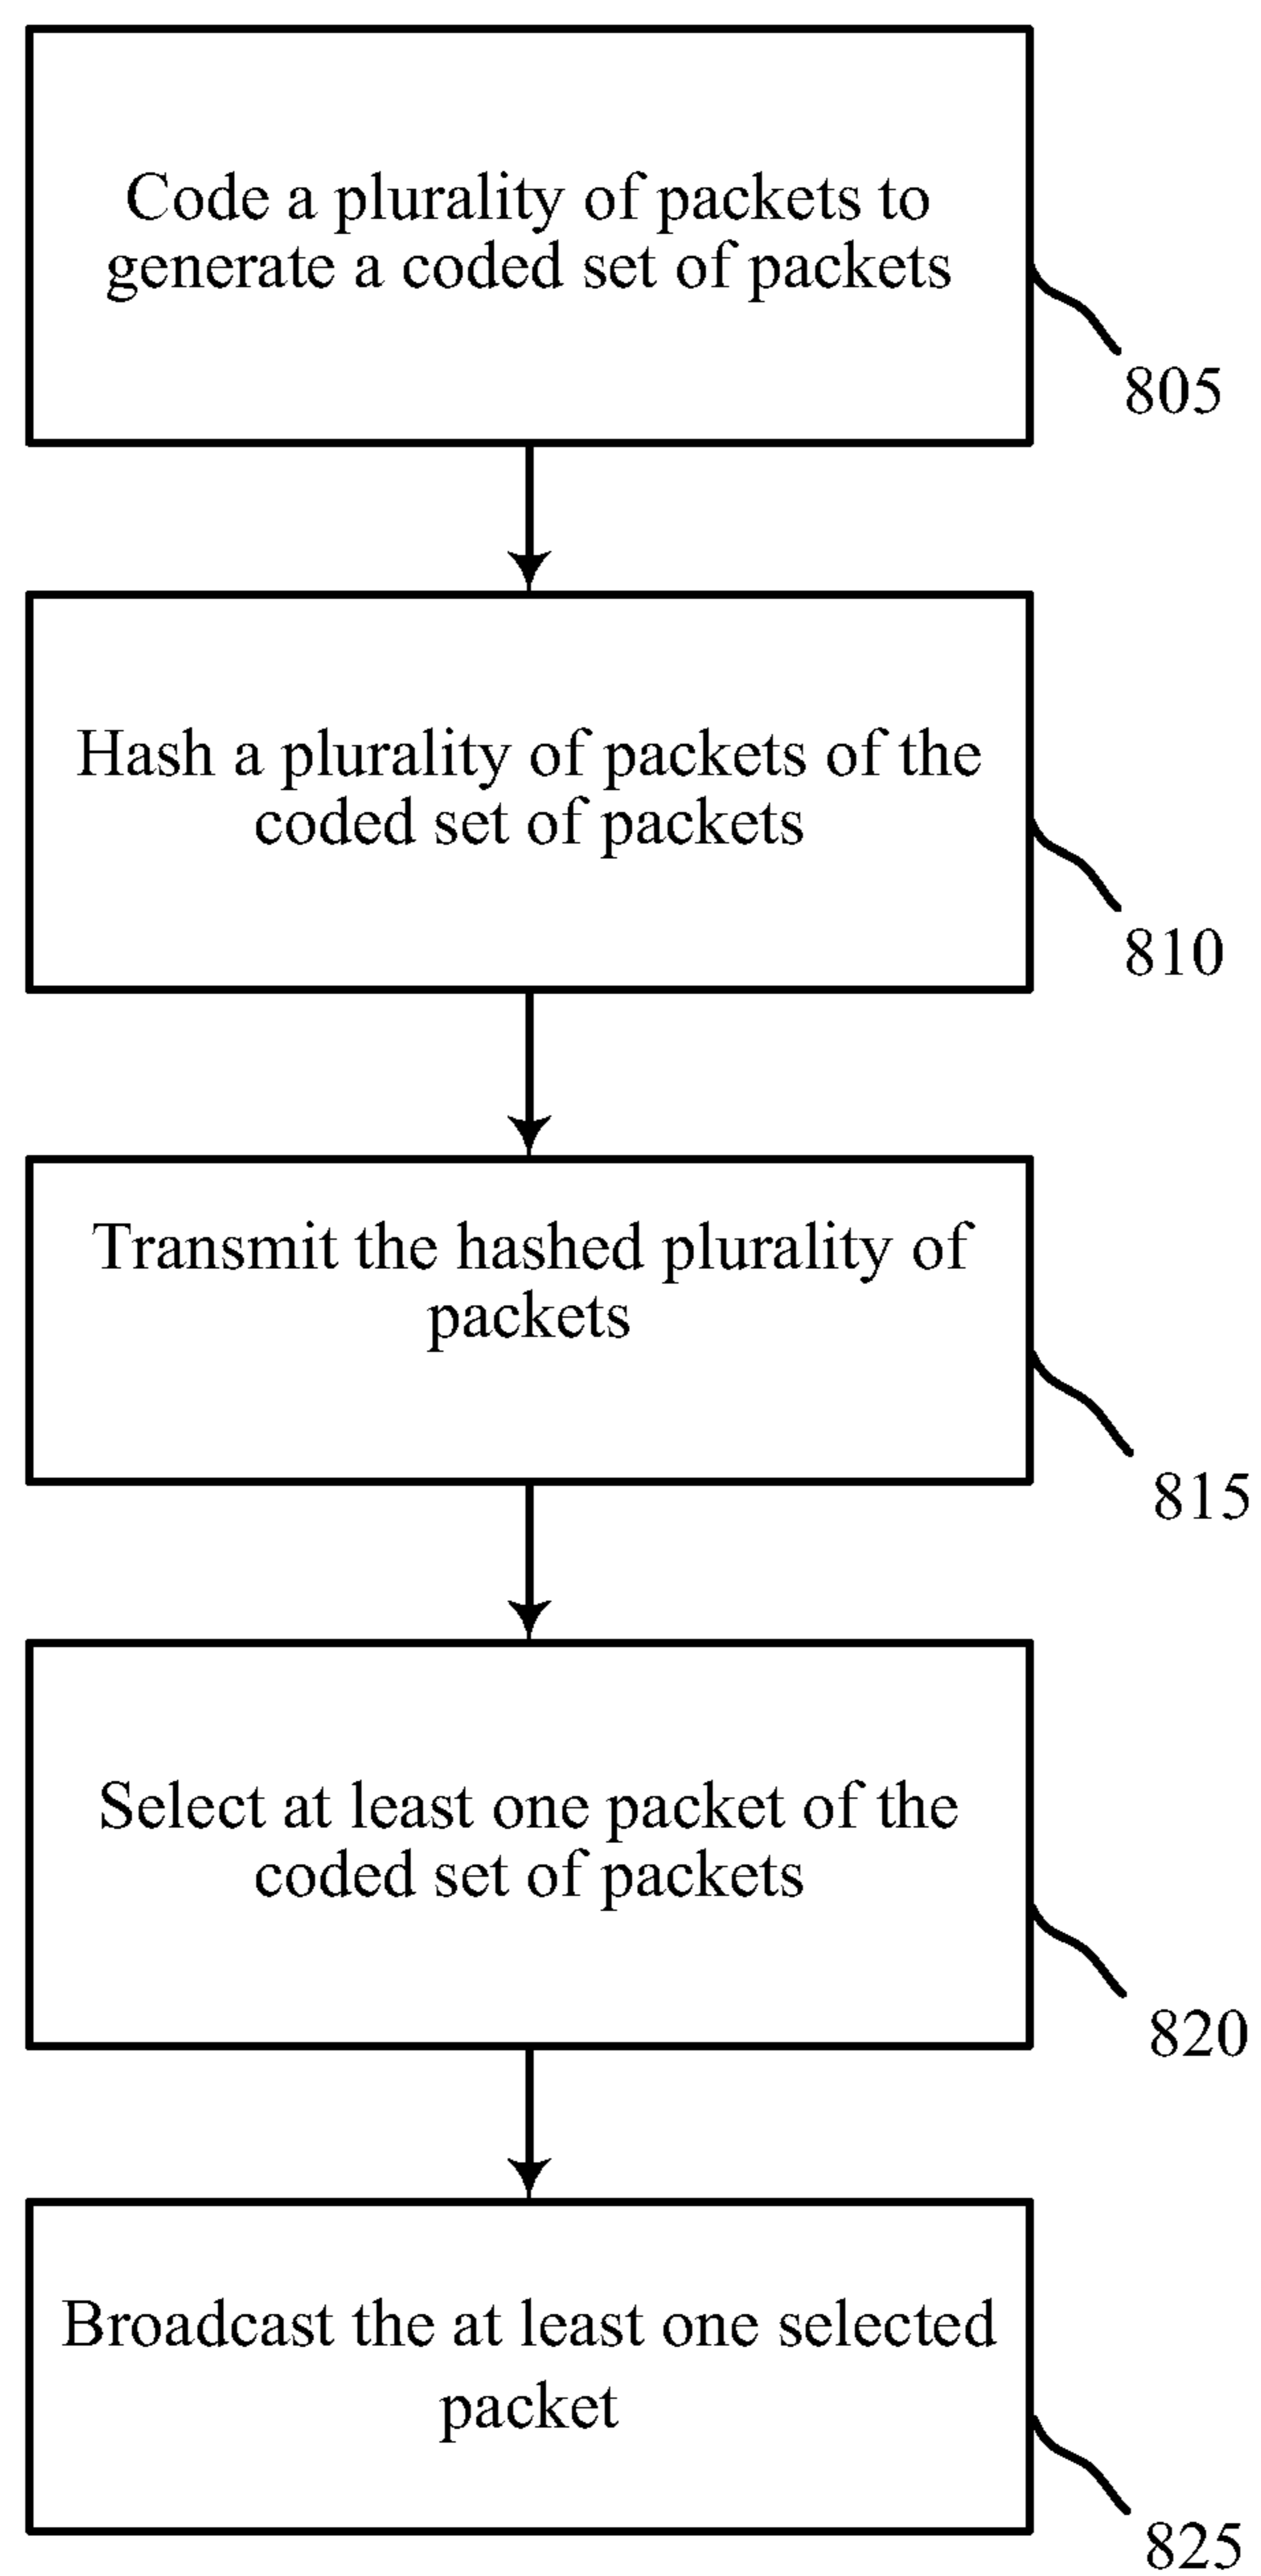 Code a plurality of packets to
generate a coded set of packets
805
Hash a plurality of packets of the
coded set of packets
810
Transmit the hashed plurality of
packets
815
Select at least one packet of the
coded set of packets
820
Broadcast the at least one selected
packet
825